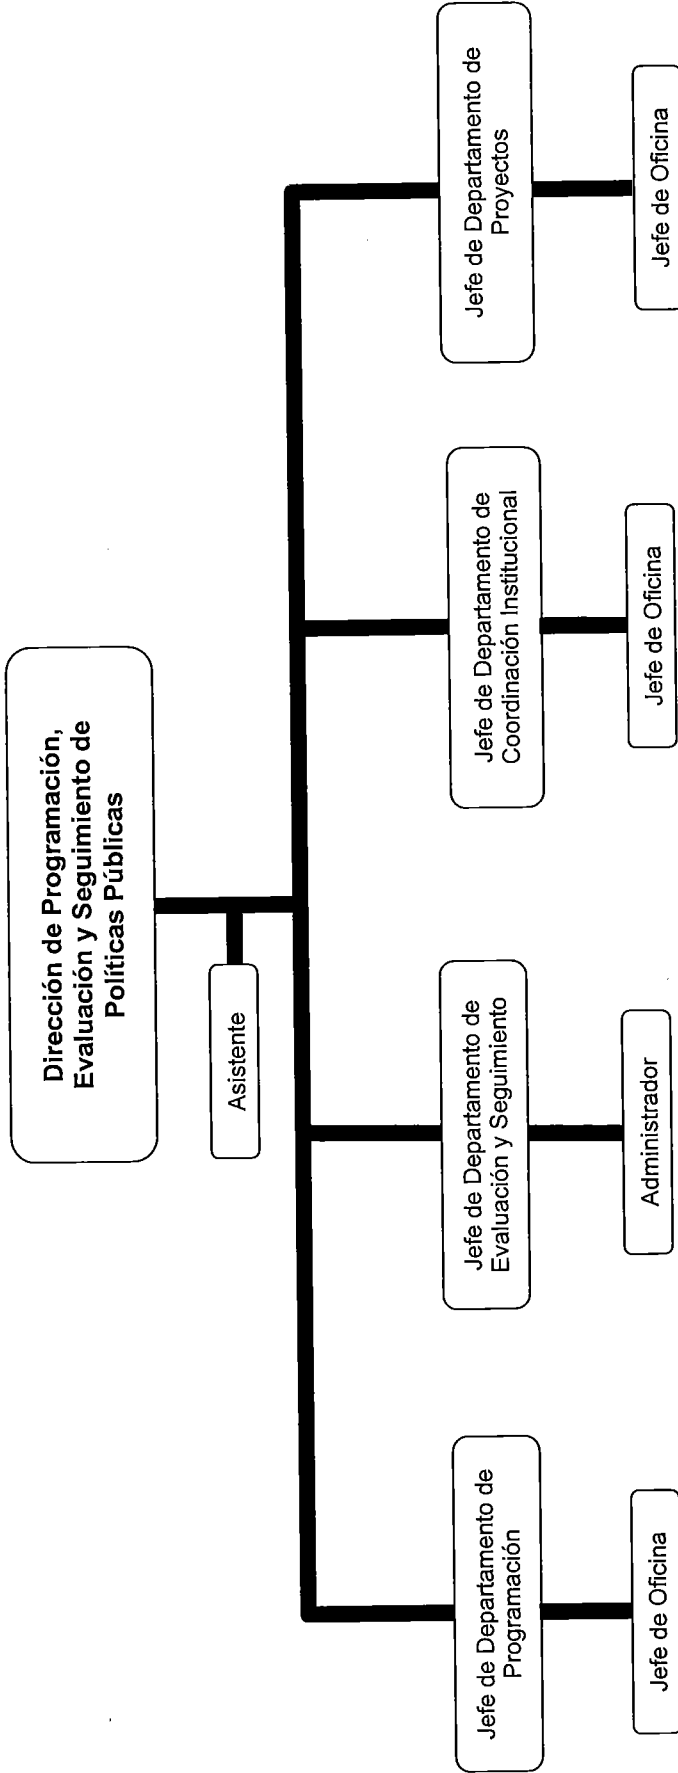 Dirección de Programación,
Evaluación y Seguimiento de
Políticas Públicas
Asistente
Jefe de Departamento de
Programación
Jefe de Departamento de
Evaluación y Seguimiento
Jefe de Departamento de
Coordinación Institucional
Jefe de Departamento de
Proyectos
Jefe de Oficina
Administrador
Jefe de Oficina
Jefe de Oficina